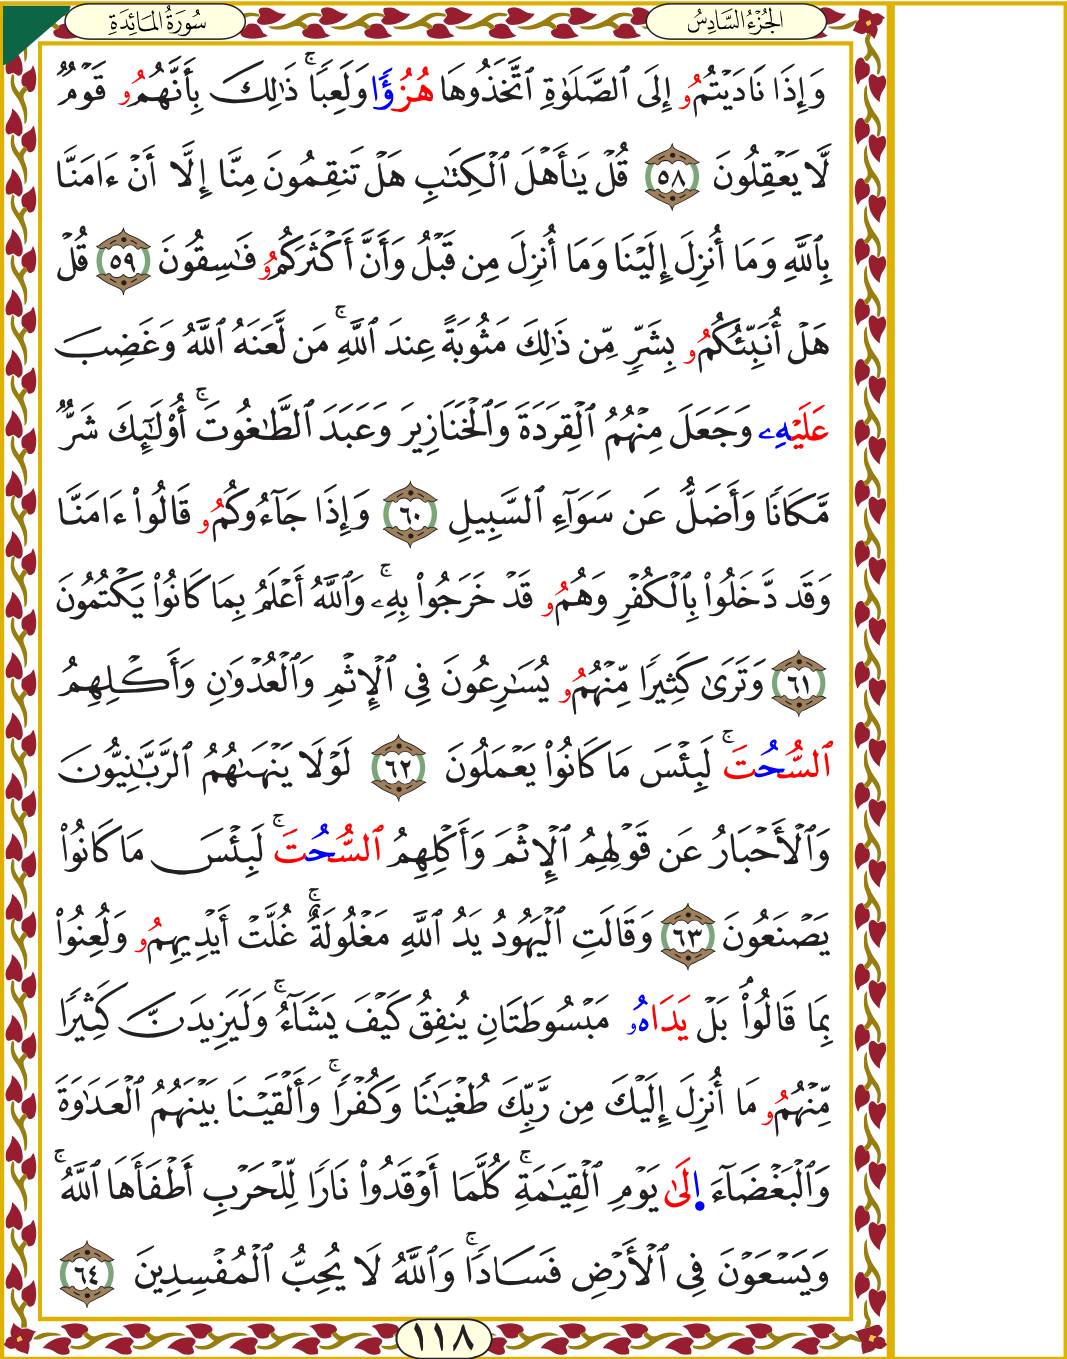 سُورَةُ المَائِدَةِ
الجُزْءُ السَّادِسُ
وَإِذَا نَادَيْتُمُۥ إِلَى ٱلصَّلَوٰةِ ٱتَّخَذُوهَا هُزُؤًا وَلَعِبًاۚ ذَٰلِكَ بِأَنَّهُمُۥ قَوْمٌ
لَّا يَعْقِلُونَ ٥٨ قُلْ يَـٰٓأَهْلَ ٱلْكِتَـٰبِ هَلْ تَنقِمُونَ مِنَّا إِلَّا أَنْ ءَامَنَّا
بِٱللَّهِ وَمَا أُنزِلَ إِلَيْنَا وَمَا أُنزِلَ مِن قَبْلُ وَأَنَّ أَكْثَرَكُمُۥ فَـٰسِقُونَ ٥٩ قُلْ
هَلْ أُنَبِّئُكُمُۥ بِشَرٍّ مِّن ذَٰلِكَ مَثُوبَةً عِندَ ٱللَّهِۚ مَن لَّعَنَهُ ٱللَّهُ وَغَضِبَ
عَلَيْهِۦ وَجَعَلَ مِنْهُمُ ٱلْقِرَدَةَ وَٱلْخَنَازِيرَ وَعَبَدَ ٱلطَّـٰغُوتَۚ أُوْلَـٰٓئِكَ شَرٌّ
مَّكَانًا وَأَضَلُّ عَن سَوَآءِ ٱلسَّبِيلِ ٦٠ وَإِذَا جَآءُوكُمُۥ قَالُواْ ءَامَنَّا
وَقَد دَّخَلُواْ بِٱلْكُفْرِ وَهُمُۥ قَدْ خَرَجُواْ بِهِۦۚ وَٱللَّهُ أَعْلَمُ بِمَا كَانُواْ يَكْتُمُونَ
٦١ وَتَرَىٰ كَثِيرًا مِّنْهُمُۥ يُسَـٰرِعُونَ فِى ٱلْإِثْمِ وَٱلْعُدْوَٰنِ وَأَكْلِهِمُ
ٱلسُّحُتَۚ لَبِئْسَ مَا كَانُواْ يَعْمَلُونَ ٦٢ لَوْلَا يَنْهَىٰهُمُ ٱلرَّبَّـٰنِيُّونَ
وَٱلْأَحْبَارُ عَن قَوْلِهِمُ ٱلْإِثْمَ وَأَكْلِهِمُ ٱلسُّحُتَۚ لَبِئْسَ مَا كَانُواْ
يَصْنَعُونَ ٦٣ وَقَالَتِ ٱلْيَهُودُ يَدُ ٱللَّهِ مَغْلُولَةٌۚ غُلَّتْ أَيْدِيهِمُۥ وَلُعِنُواْ
بِمَا قَالُواْۘ بَلْ يَدَاهُۥ مَبْسُوطَتَانِ يُنفِقُ كَيْفَ يَشَآءُۚ وَلَيَزِيدَنَّ كَثِيرًا
مِّنْهُمُۥ مَا أُنزِلَ إِلَيْكَ مِن رَّبِّكَ طُغْيَـٰنًا وَكُفْرًاۚ وَأَلْقَيْنَا بَيْنَهُمُ ٱلْعَدَٰوَةَ
وَٱلْبَغْضَآءَ اِلَىٰ يَوْمِ ٱلْقِيَـٰمَةِۚ كُلَّمَا أَوْقَدُواْ نَارًا لِّلْحَرْبِ أَطْفَأَهَا ٱللَّهُۚ
وَيَسْعَوْنَ فِى ٱلْأَرْضِ فَسَادًاۚ وَٱللَّهُ لَا يُحِبُّ ٱلْمُفْسِدِينَ ٦٤
١١٨